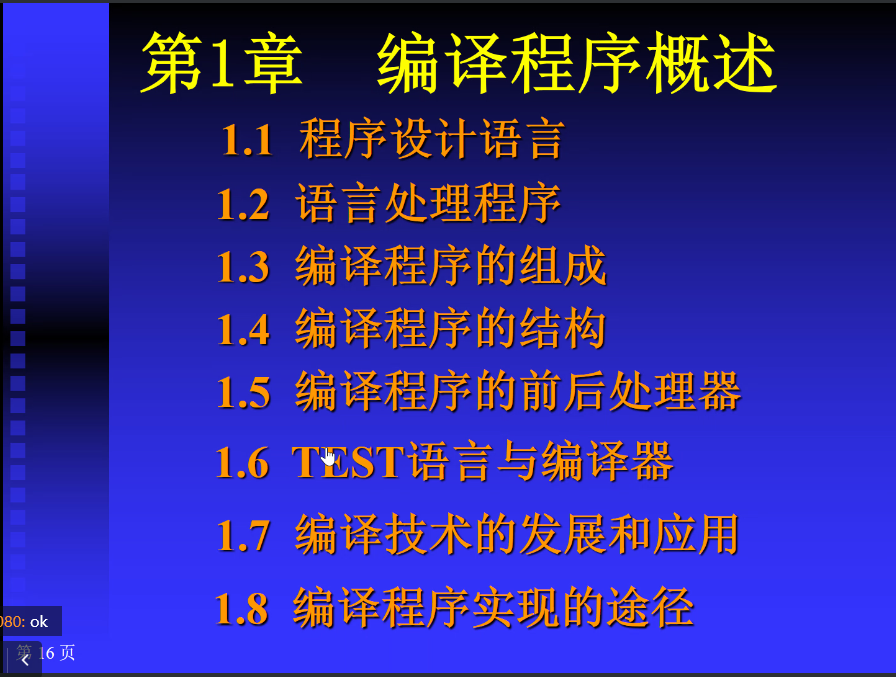 第1章 编译程序概述
1.1 程序设计语言
1.2 语言处理程序
1.3 编译程序的组成
1.4 编译程序的结构
1.5 编译程序的前后处理器
1.6 TEST语言与编译器
1.7 编译技术的发展和应用
1.8 编译程序实现的途径
080: ok
第 16 页